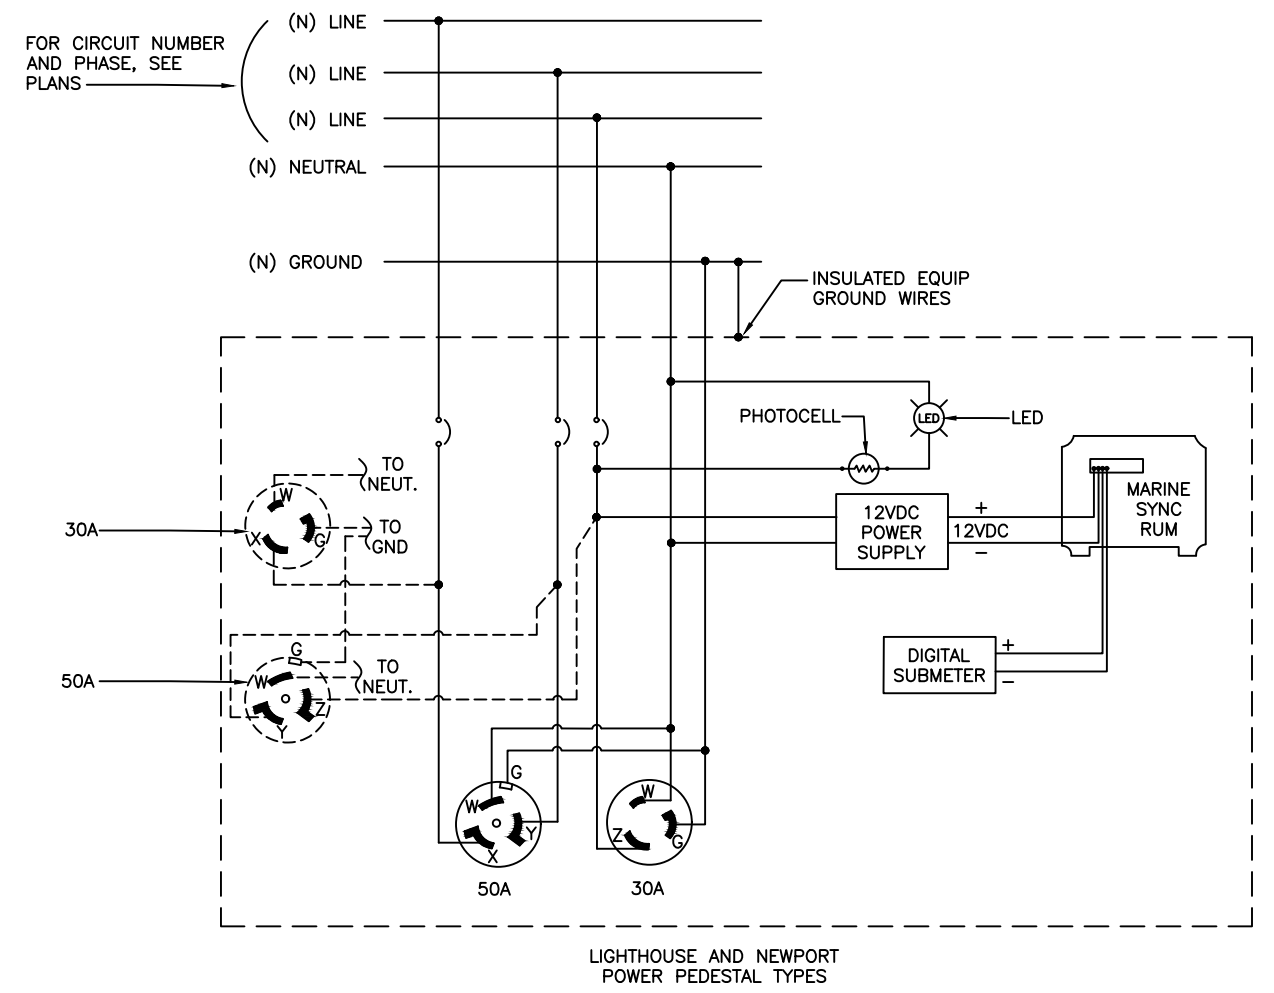 (N) LINE
FOR CIRCUIT NUMBER
AND PHASE, SEE
PLANS
(N) LINE
(N) LINE
(N) NEUTRAL
(N) GROUND
INSULATED EQUIP
GROUND WIRES
PHOTOCELL
LED
LED
TO
NEUT.
W
30A
X
G
TO
GND
12VDC
POWER
SUPPLY
+
12VDC
−
MARINE
SYNC
RUM
G
50A
W
Z
Y
TO
NEUT.
DIGITAL
SUBMETER
+
−
G
W
Y
X
50A
W
Z
G
30A
LIGHTHOUSE AND NEWPORT
POWER PEDESTAL TYPES